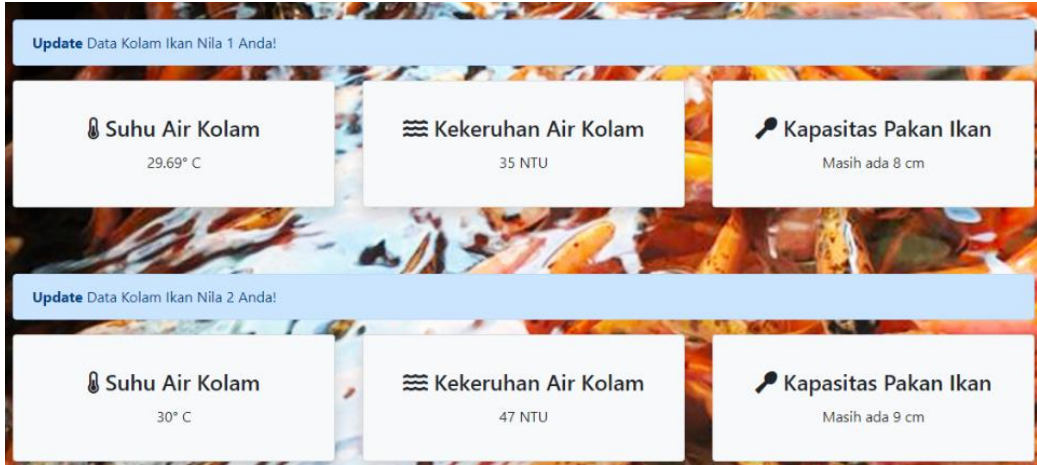 Update Data Kolam Ikan Nila 1 Anda!
Suhu Air Kolam
29.69° C
Kekeruhan Air Kolam
35 NTU
Kapasitas Pakan Ikan
Masih ada 8 cm
Update Data Kolam Ikan Nila 2 Anda!
Suhu Air Kolam
30° C
Kekeruhan Air Kolam
47 NTU
Kapasitas Pakan Ikan
Masih ada 9 cm